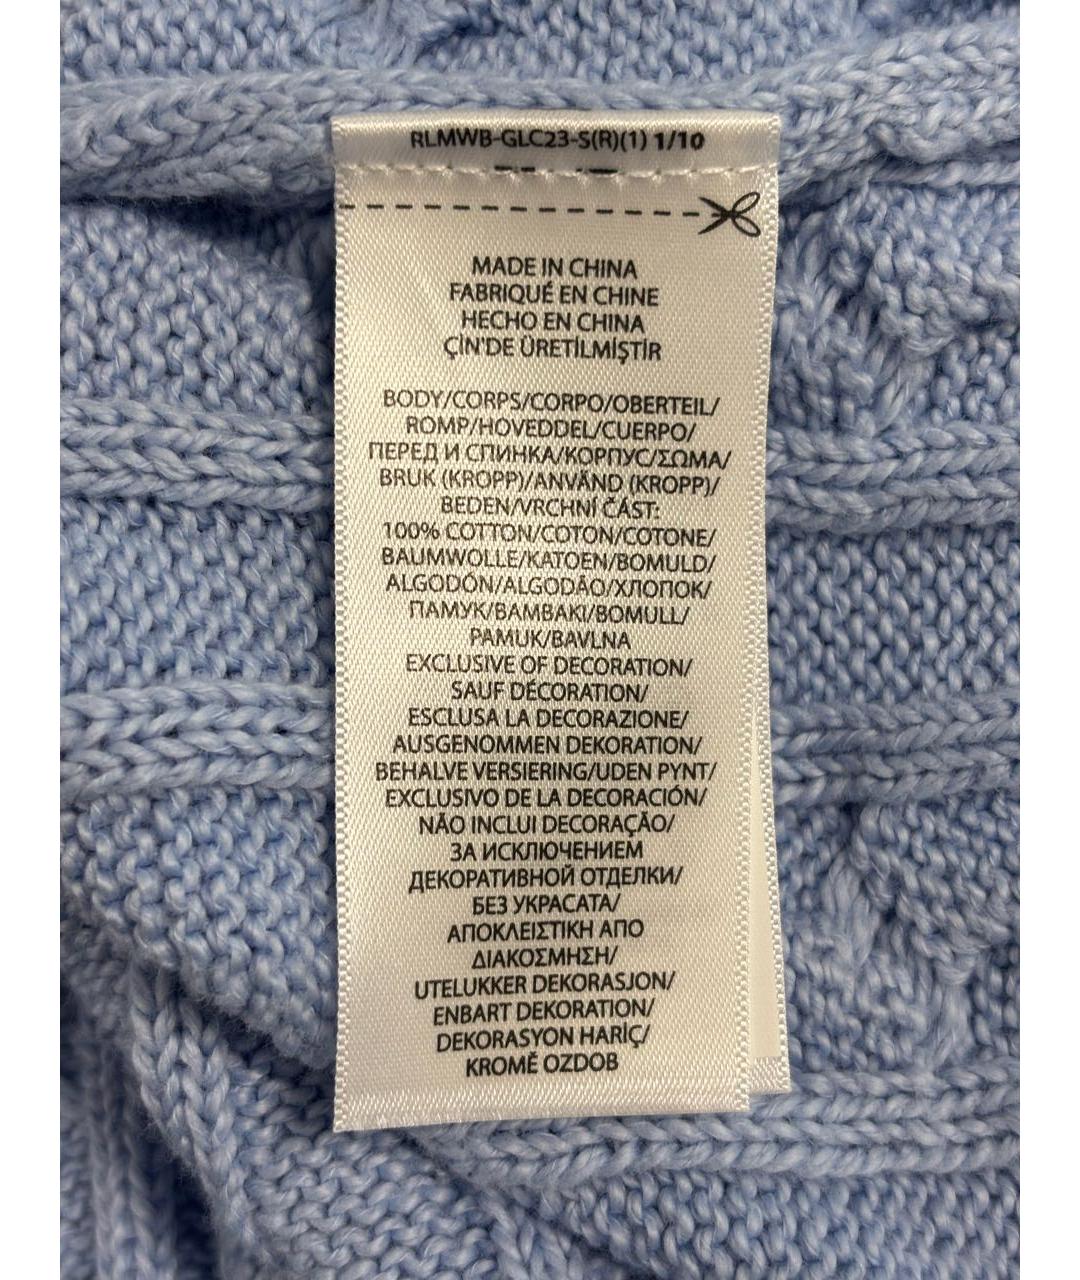 RLMWB-GLC23-S(R)(1) 1/10
MADE IN CHINA
FABRIQUÉ EN CHINE
HECHO EN CHINA
ÇİN'DE ÜRETİLMİŞTİR
BODY/CORPS/CORPO/OBERTEIL/
ROMP/HOVEDDEL/CUERPO/
ПЕРЕД И СПИНКА/КОРПУС/ΣΩΜΑ/
BRUK (KROPP)/ANVÄND (KROPP)/
BEDEN/VRCHNÍ ČÁST:
100% COTTON/COTON/COTONE/
BAUMWOLLE/KATOEN/BOMULD/
ALGODÓN/ALGODÃO/ХЛОПОК/
ПАМУК/ΒΑΜΒΑΚΙ/BOMULL/
PAMUK/BAVLNA
EXCLUSIVE OF DECORATION/
SAUF DÉCORATION/
ESCLUSA LA DECORAZIONE/
AUSGENOMMEN DEKORATION/
BEHALVE VERSIERING/UDEN PYNT/
EXCLUSIVO DE LA DECORACIÓN/
NÃO INCLUI DECORAÇÃO/
ЗА ИСКЛЮЧЕНИЕМ
ДЕКОРАТИВНОЙ ОТДЕЛКИ/
БЕЗ УКРАСАТА/
ΑΠΟΚΛΕΙΣΤΙΚΗ ΑΠΟ
ΔΙΑΚΟΣΜΗΣΗ/
UTELUKKER DEKORASJON/
ENBART DEKORATION/
DEKORASYON HARİÇ/
KROMĚ OZDOB